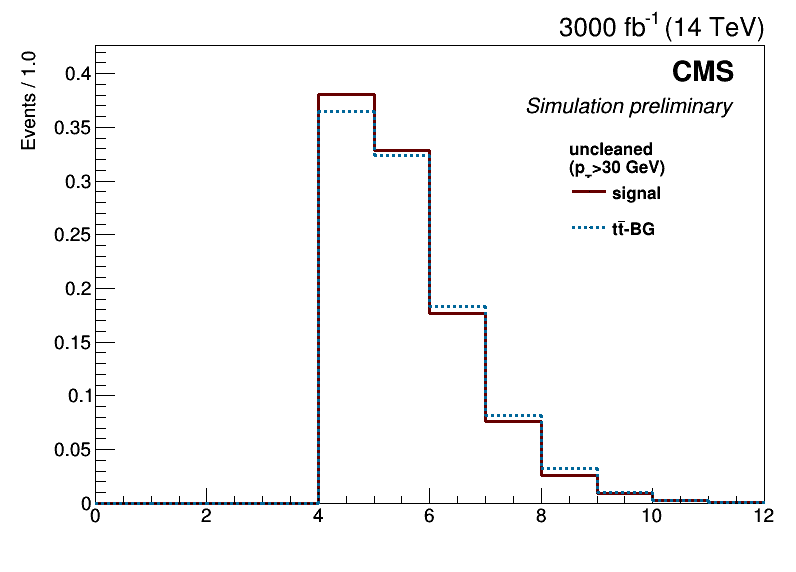 3000 fb-1 (14 TeV)
CMS
Simulation preliminary
Events / 1.0
uncleaned
(pT>30 GeV)
signal
tt̄-BG
0.4
0.35
0.3
0.25
0.2
0.15
0.1
0.05
0
0 2 4 6 8 10 12